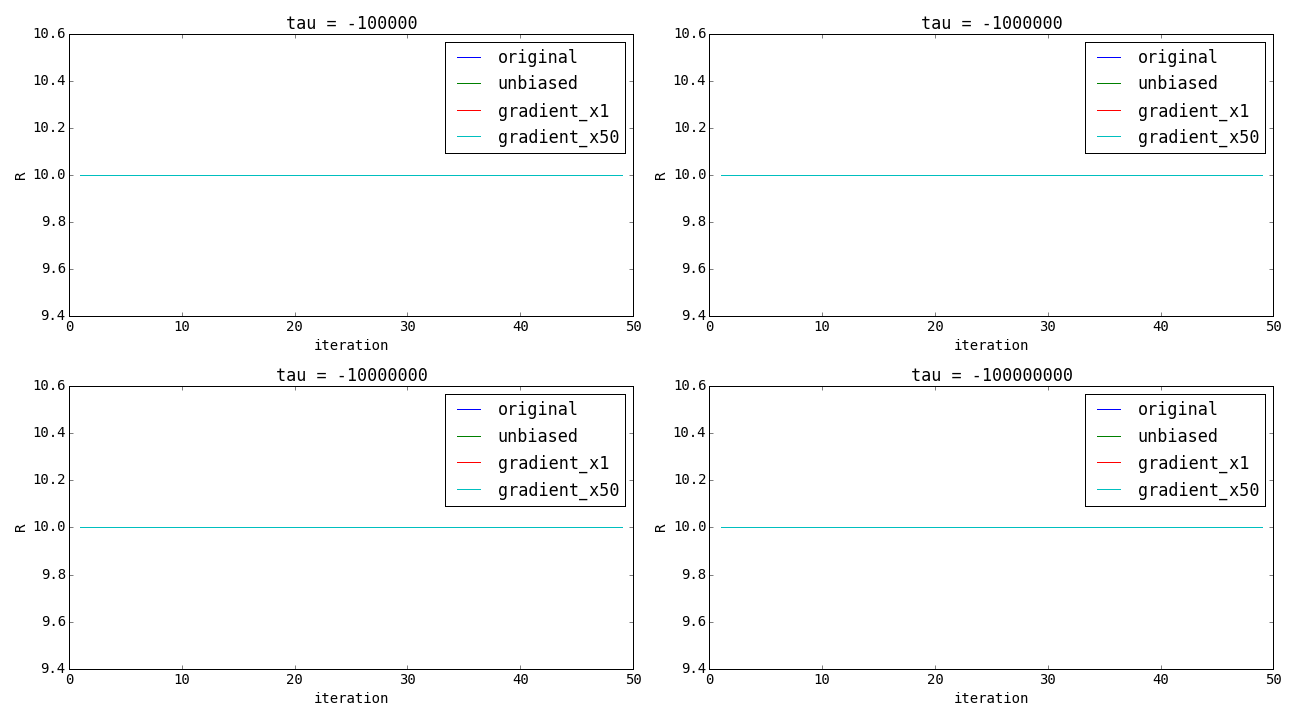 tau = -100000
10.6
10.4
10.2
10.0
9.8
9.6
9.4
R
original
unbiased
gradient_x1
gradient_x50
0 10 20 30 40 50
iteration
tau = -1000000
10.6
10.4
10.2
10.0
9.8
9.6
9.4
R
original
unbiased
gradient_x1
gradient_x50
0 10 20 30 40 50
iteration
tau = -10000000
10.6
10.4
10.2
10.0
9.8
9.6
9.4
R
original
unbiased
gradient_x1
gradient_x50
0 10 20 30 40 50
iteration
tau = -100000000
10.6
10.4
10.2
10.0
9.8
9.6
9.4
R
original
unbiased
gradient_x1
gradient_x50
0 10 20 30 40 50
iteration